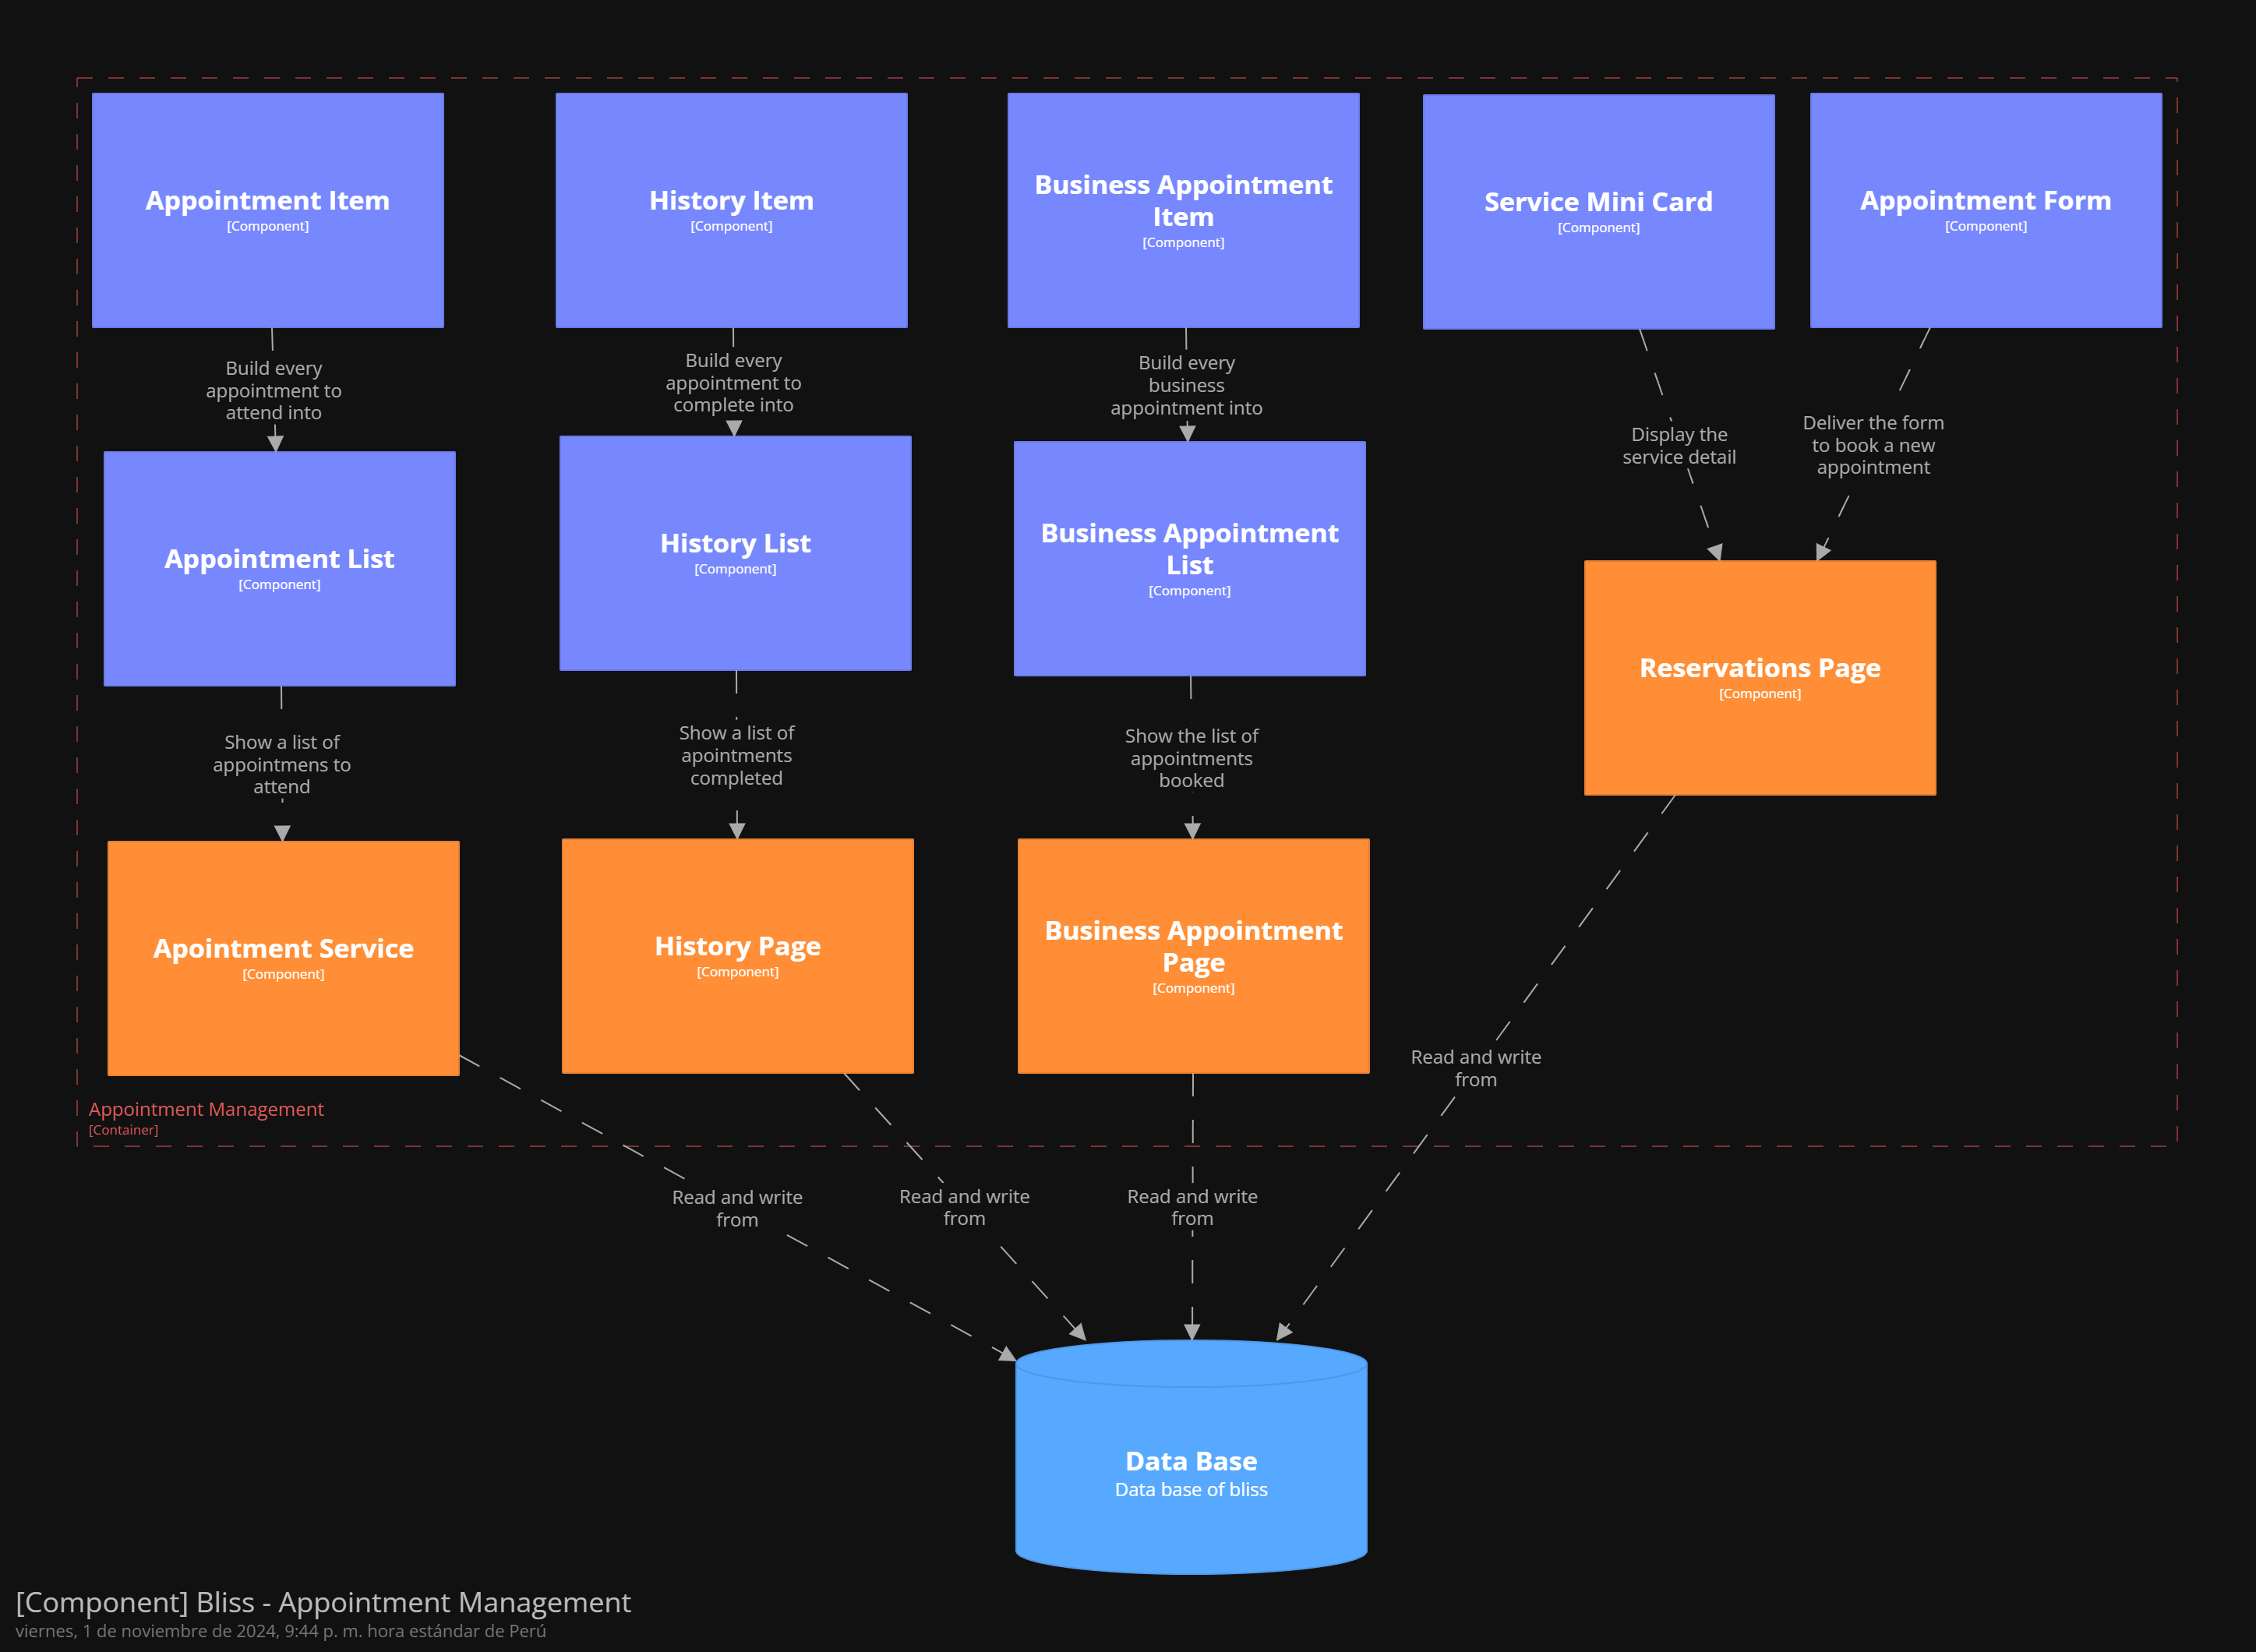 Appointment Item
[Component]
History Item
[Component]
Business Appointment
Item
[Component]
Service Mini Card
[Component]
Appointment Form
[Component]
Build every
appointment to
attend into
Build every
appointment to
complete into
Build every
business
appointment into
Display the
service detail
Deliver the form
to book a new
appointment
Appointment List
[Component]
History List
[Component]
Business Appointment
List
[Component]
Reservations Page
[Component]
Show a list of
appointmens to
attend
Show a list of
apointments
completed
Show the list of
appointments
booked
Apointment Service
[Component]
History Page
[Component]
Business Appointment
Page
[Component]
Read and write
from
Appointment Management
[Container]
Read and write
from
Read and write
from
Read and write
from
Data Base
Data base of bliss
[Component] Bliss - Appointment Management
viernes, 1 de noviembre de 2024, 9:44 p. m. hora estándar de Perú